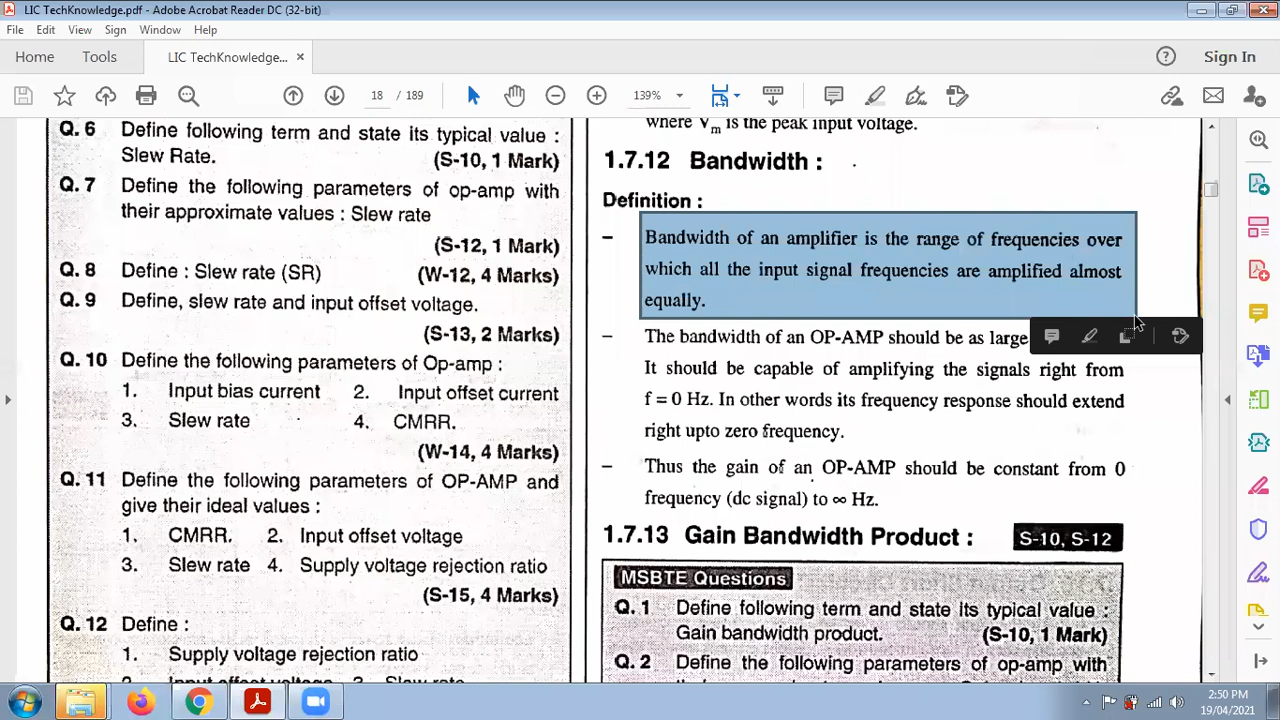 LIC TechKnowledge.pdf - Adobe Acrobat Reader DC (32-bit)
File Edit View Sign Window Help
Home Tools LIC TechKnowledge... × Sign In
18 / 189 139%
Q. 6 Define following term and state its typical value :
Slew Rate. (S-10, 1 Mark)
Q. 7 Define the following parameters of op-amp with
their approximate values : Slew rate
(S-12, 1 Mark)
Q. 8 Define : Slew rate (SR) (W-12, 4 Marks)
Q. 9 Define, slew rate and input offset voltage.
(S-13, 2 Marks)
Q. 10 Define the following parameters of Op-amp :
1. Input bias current 2. Input offset current
3. Slew rate 4. CMRR.
(W-14, 4 Marks)
Q. 11 Define the following parameters of OP-AMP and
give their ideal values :
1. CMRR. 2. Input offset voltage
3. Slew rate 4. Supply voltage rejection ratio
(S-15, 4 Marks)
Q. 12 Define :
1. Supply voltage rejection ratio
2. Input offset voltage 3. Slew rate
where Vm is the peak input voltage.
1.7.12 Bandwidth :
Definition :
– Bandwidth of an amplifier is the range of frequencies over
which all the input signal frequencies are amplified almost
equally.
– The bandwidth of an OP-AMP should be as large
It should be capable of amplifying the signals right from
f = 0 Hz. In other words its frequency response should extend
right upto zero frequency.
– Thus the gain of an OP-AMP should be constant from 0
frequency (dc signal) to ∞ Hz.
1.7.13 Gain Bandwidth Product : S-10, S-12
MSBTE Questions
Q. 1 Define following term and state its typical value :
Gain bandwidth product. (S-10, 1 Mark)
Q. 2 Define the following parameters of op-amp with
2:50 PM
19/04/2021